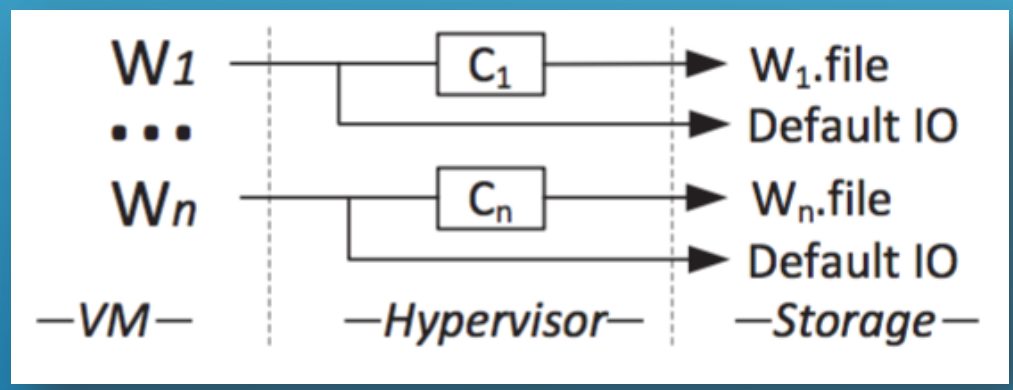 W1 C1 W1.file
... Default IO
Wn Cn Wn.file
Default IO
—VM— —Hypervisor— —Storage—